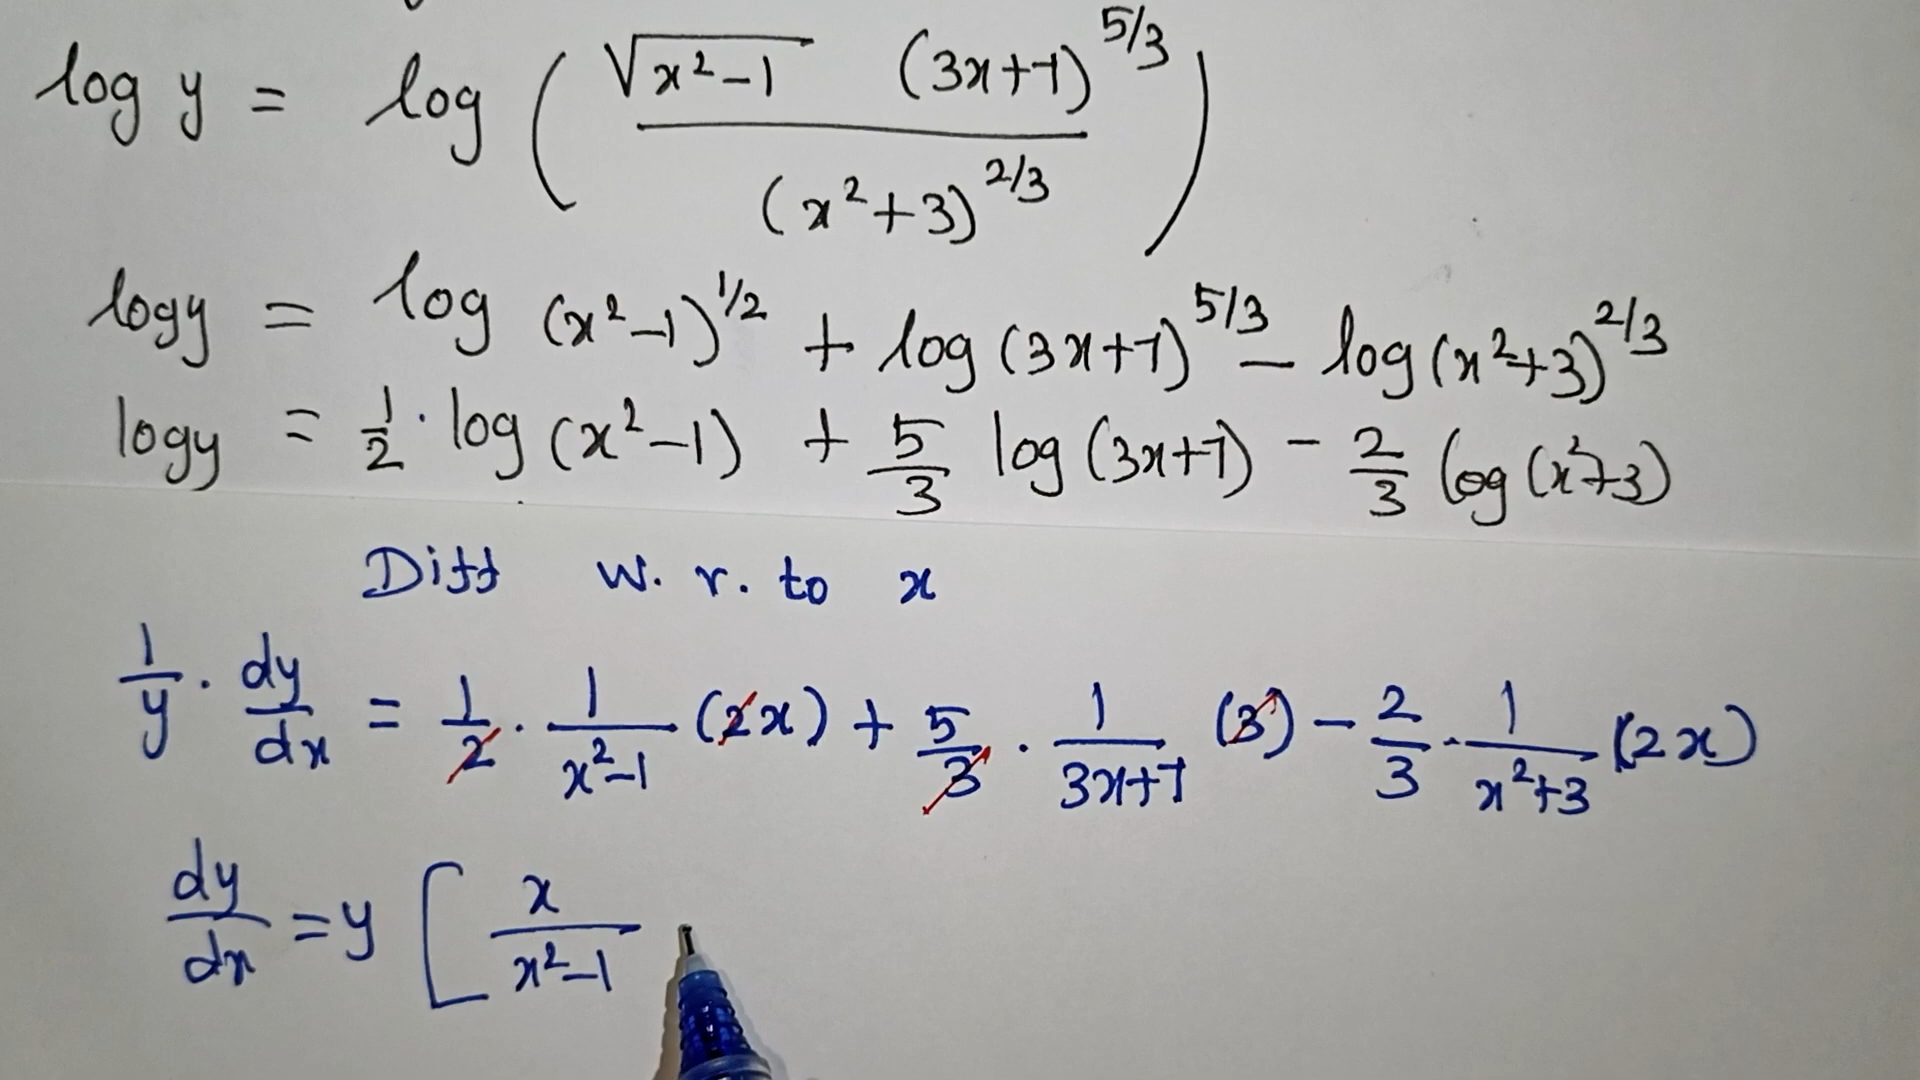 log y = log ( √x²-1 (3x+7)^5/3 / (x²+3)^2/3 )
logy = log (x²-1)^1/2 + log (3x+7)^5/3 - log (x²+3)^2/3
logy = 1/2 · log (x²-1) + 5/3 log (3x+7) - 2/3 log (x²+3)
Diff w. r. to x
1/y · dy/dx = 1/2 · 1/x²-1 (2x) + 5/3 · 1/3x+7 (3) - 2/3 · 1/x²+3 (2x)
dy/dx = y [ x/x²-1